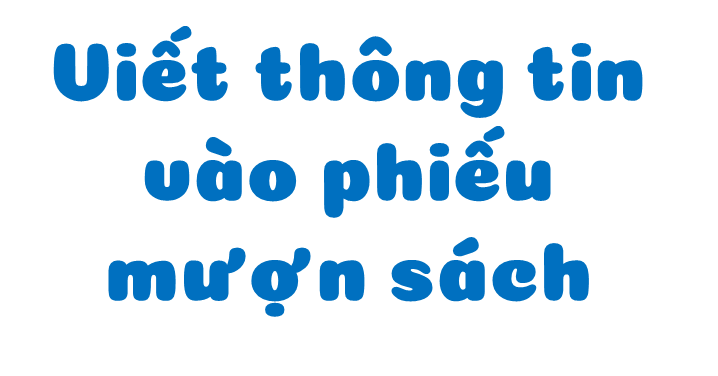 Viết thông tin
vào phiếu
mượn sách